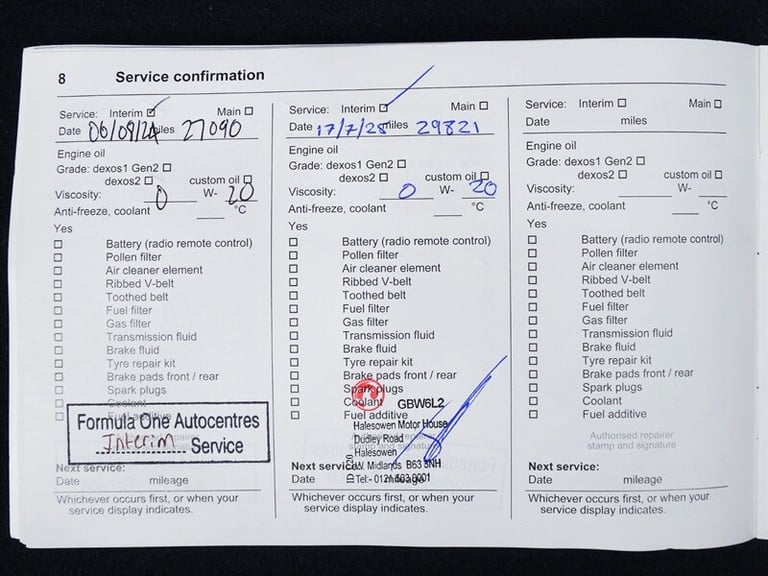 8 Service confirmation
Service: Interim Main
Date 06/09/24 miles 27090
Engine oil
Grade: dexos1 Gen2
dexos2 custom oil
Viscosity: 0 W- 20
Anti-freeze, coolant °C
Yes
Battery (radio remote control)
Pollen filter
Air cleaner element
Ribbed V-belt
Toothed belt
Fuel filter
Gas filter
Transmission fluid
Brake fluid
Tyre repair kit
Brake pads front / rear
Spark plugs
Coolant
Fuel additive
Formula One Autocentres
Interim Service
Next service:
Date mileage
Whichever occurs first, or when your
service display indicates.
Service: Interim Main
Date 17/7/25 miles 29821
Engine oil
Grade: dexos1 Gen2
dexos2 custom oil
Viscosity: 0 W- 20
Anti-freeze, coolant °C
Yes
Battery (radio remote control)
Pollen filter
Air cleaner element
Ribbed V-belt
Toothed belt
Fuel filter
Gas filter
Transmission fluid
Brake fluid
Tyre repair kit
Brake pads front / rear
Spark plugs
Coolant
GBW6L2
Fuel additive
Halesowen Motor House
Dudley Road
stamp and signature
Halesowen
Next service:
W. Midlands B63 3NH
Date mileage
Whichever occurs first, or when your
service display indicates.
Service: Interim Main
Date miles
Engine oil
Grade: dexos1 Gen2
dexos2 custom oil
Viscosity: W-
Anti-freeze, coolant °C
Yes
Battery (radio remote control)
Pollen filter
Air cleaner element
Ribbed V-belt
Toothed belt
Fuel filter
Gas filter
Transmission fluid
Brake fluid
Tyre repair kit
Brake pads front / rear
Spark plugs
Coolant
Fuel additive
Authorised repairer
stamp and signature
Next service:
Date mileage
Whichever occurs first, or when your
service display indicates.